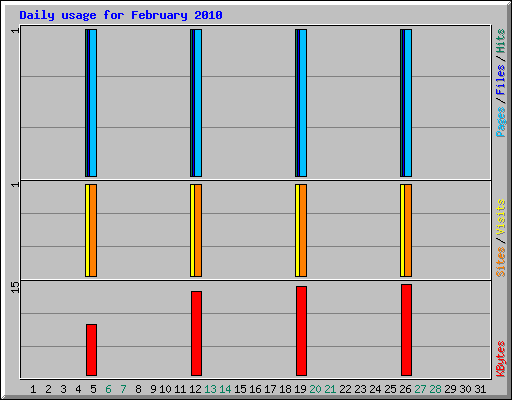 Daily usage for February 2010
1
Pages/Files/Hits
1
Sites/Visits
15
KBytes
1 2 3 4 5 6 7 8 9 10 11 12 13 14 15 16 17 18 19 20 21 22 23 24 25 26 27 28 29 30 31